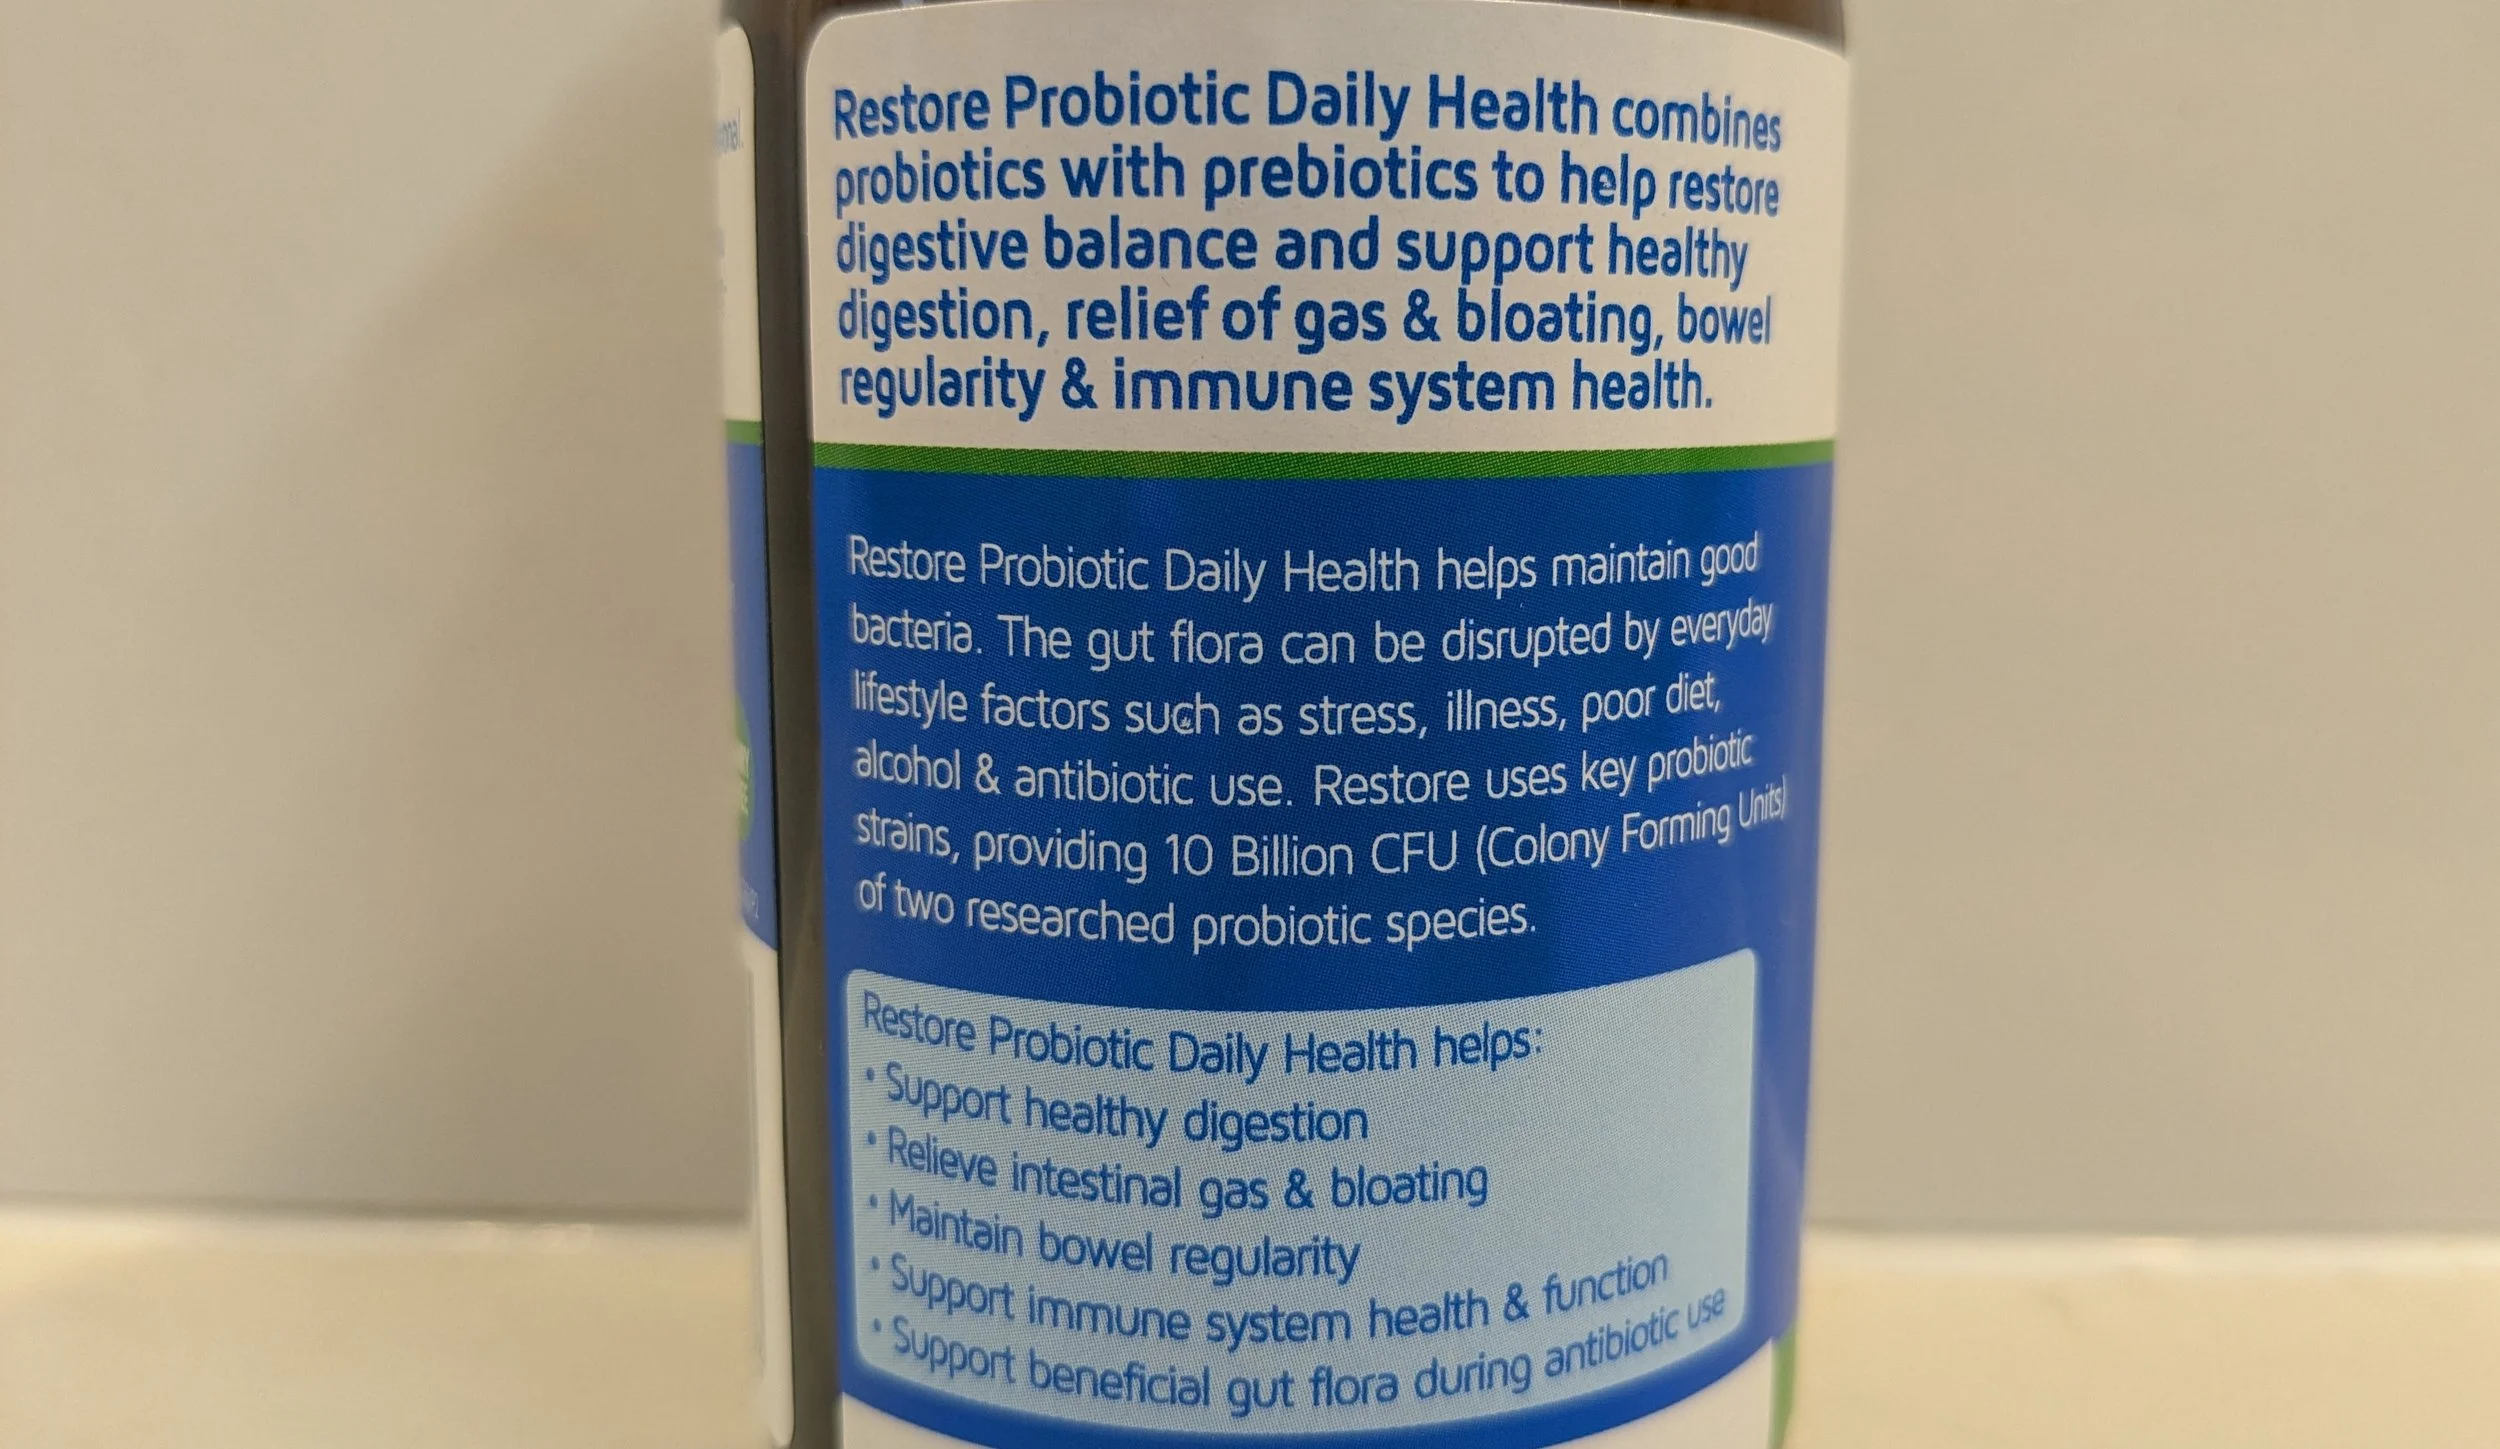 Restore Probiotic Daily Health combines
probiotics with prebiotics to help restore
digestive balance and support healthy
digestion, relief of gas & bloating, bowel
regularity & immune system health.
Restore Probiotic Daily Health helps maintain good
bacteria. The gut flora can be disrupted by everyday
lifestyle factors such as stress, illness, poor diet,
alcohol & antibiotic use. Restore uses key probiotic
strains, providing 10 Billion CFU (Colony Forming Units)
of two researched probiotic species.
Restore Probiotic Daily Health helps:
• Support healthy digestion
• Relieve intestinal gas & bloating
• Maintain bowel regularity
• Support immune system health & function
• Support beneficial gut flora during antibiotic use